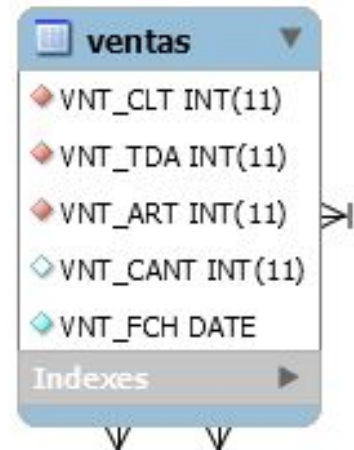 ventas
VNT_CLT INT(11)
VNT_TDA INT(11)
VNT_ART INT(11)
VNT_CANT INT(11)
VNT_FCH DATE
Indexes